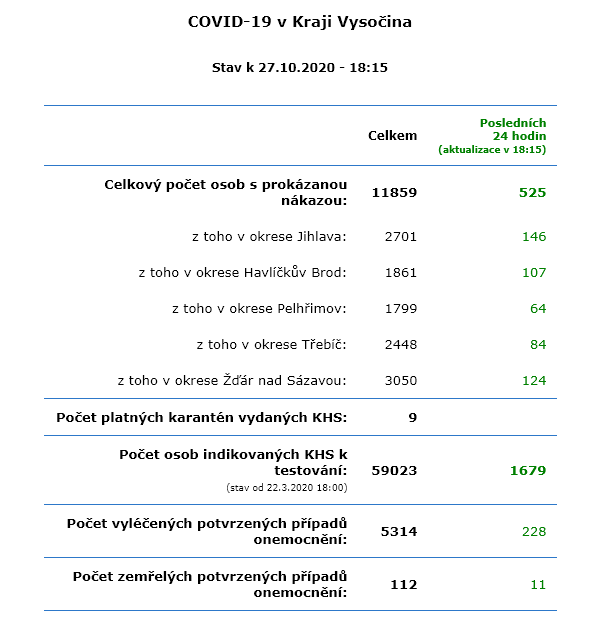 COVID-19 v Kraji Vysočina
Stav k 27.10.2020 - 18:15
Celkem
Posledních
24 hodin
(aktualizace v 18:15)
Celkový počet osob s prokázanou
nákazou: 11859 525
z toho v okrese Jihlava: 2701 146
z toho v okrese Havlíčkův Brod: 1861 107
z toho v okrese Pelhřimov: 1799 64
z toho v okrese Třebíč: 2448 84
z toho v okrese Žďár nad Sázavou: 3050 124
Počet platných karantén vydaných KHS: 9
Počet osob indikovaných KHS k
testování: 59023 1679
(stav od 22.3.2020 18:00)
Počet vyléčených potvrzených případů
onemocnění: 5314 228
Počet zemřelých potvrzených případů
onemocnění: 112 11